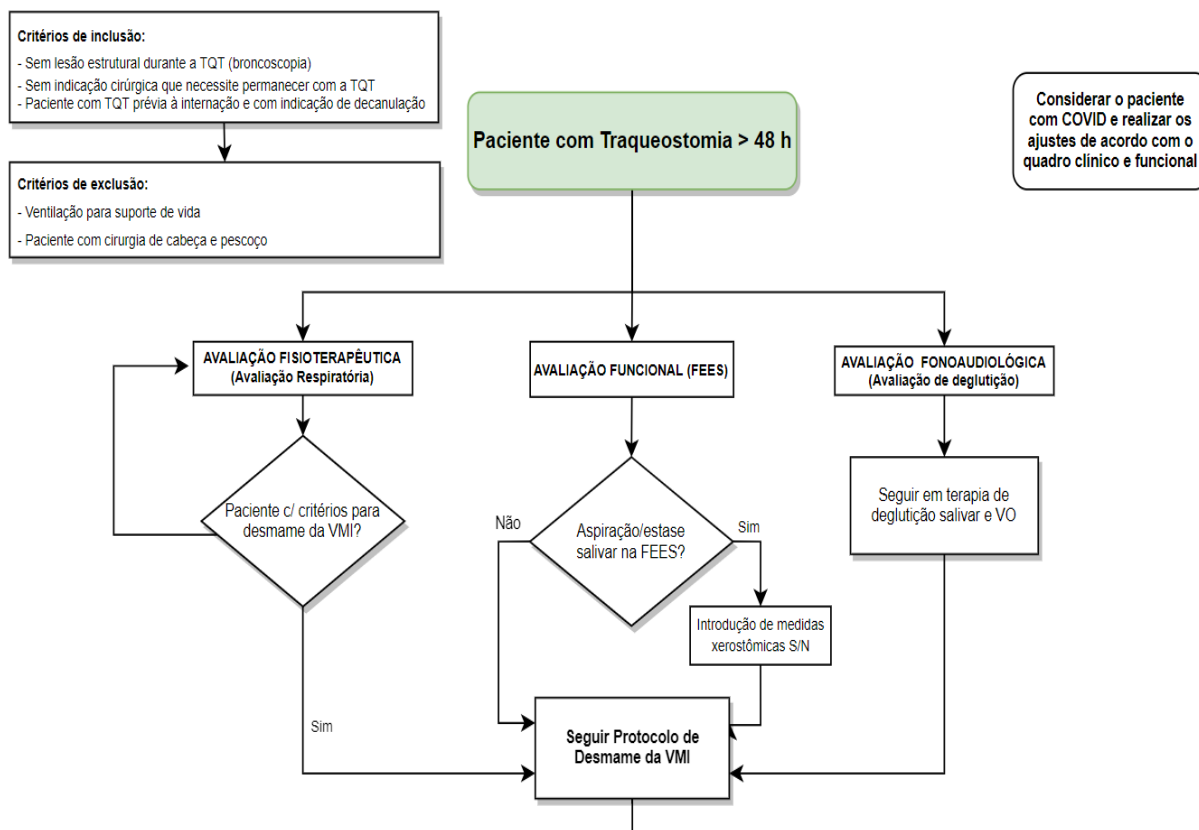 Critérios de inclusão:
- Sem lesão estrutural durante a TQT (broncoscopia)
- Sem indicação cirúrgica que necessite permanecer com a TQT
- Paciente com TQT prévia à internação e com indicação de decanulação
Critérios de exclusão:
- Ventilação para suporte de vida
- Paciente com cirurgia de cabeça e pescoço
Paciente com Traqueostomia > 48 h
Considerar o paciente
com COVID e realizar os
ajustes de acordo com o
quadro clínico e funcional
AVALIAÇÃO FISIOTERAPÊUTICA
(Avaliação Respiratória)
AVALIAÇÃO FUNCIONAL (FEES)
AVALIAÇÃO FONOAUDIOLÓGICA
(Avaliação de deglutição)
Paciente c/ critérios para
desmame da VMI?
Não
Aspiração/estase
salivar na FEES?
Sim
Seguir em terapia de
deglutição salivar e VO
Introdução de medidas
xerostômicas S/N
Sim
Seguir Protocolo de
Desmame da VMI